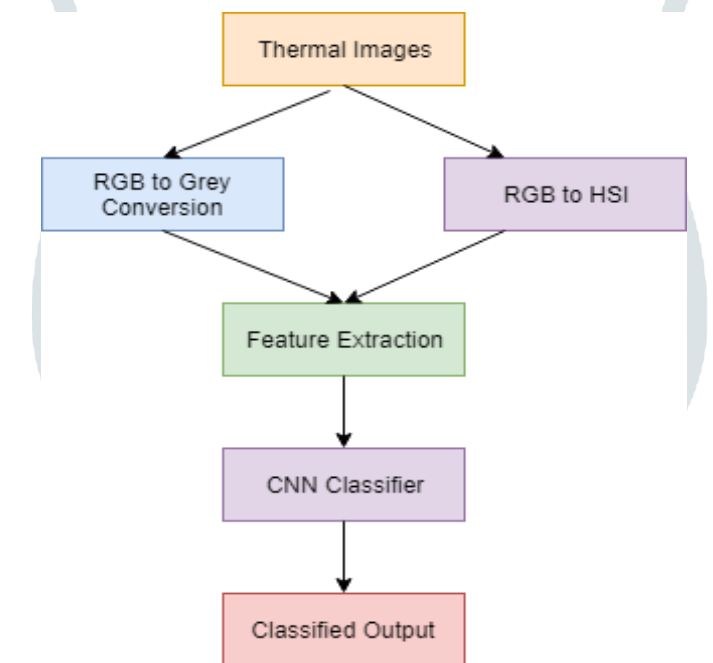 Thermal Images
RGB to Grey
Conversion
RGB to HSI
Feature Extraction
CNN Classifier
Classified Output